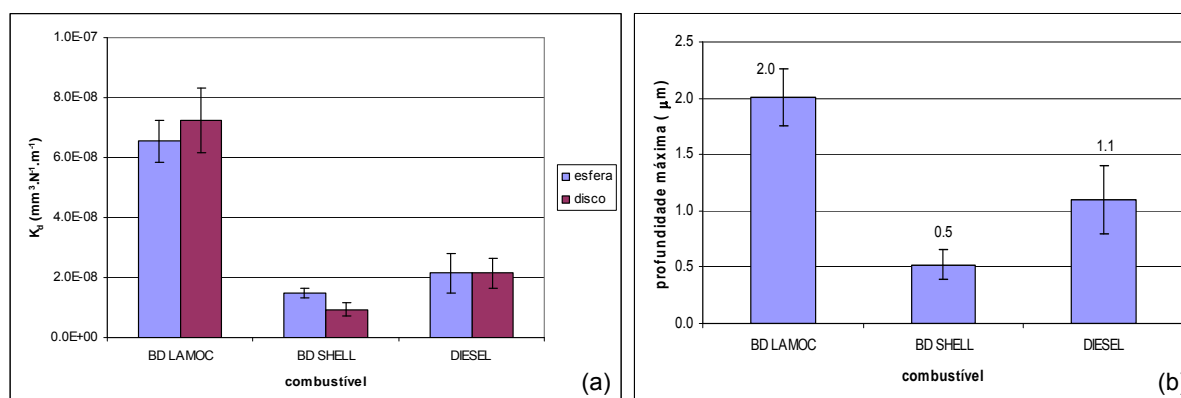 1.0E-07
8.0E-08
6.0E-08
4.0E-08
2.0E-08
0.0E+00
K_d (mm³.N⁻¹.m⁻¹)
BD LAMOC BD SHELL DIESEL
combustível
esfera
disco
(a)
2.5
2.0
1.5
1.0
0.5
0.0
profundidade máxima ( μm)
2.0
0.5
1.1
BD LAMOC BD SHELL DIESEL
combustível
(b)